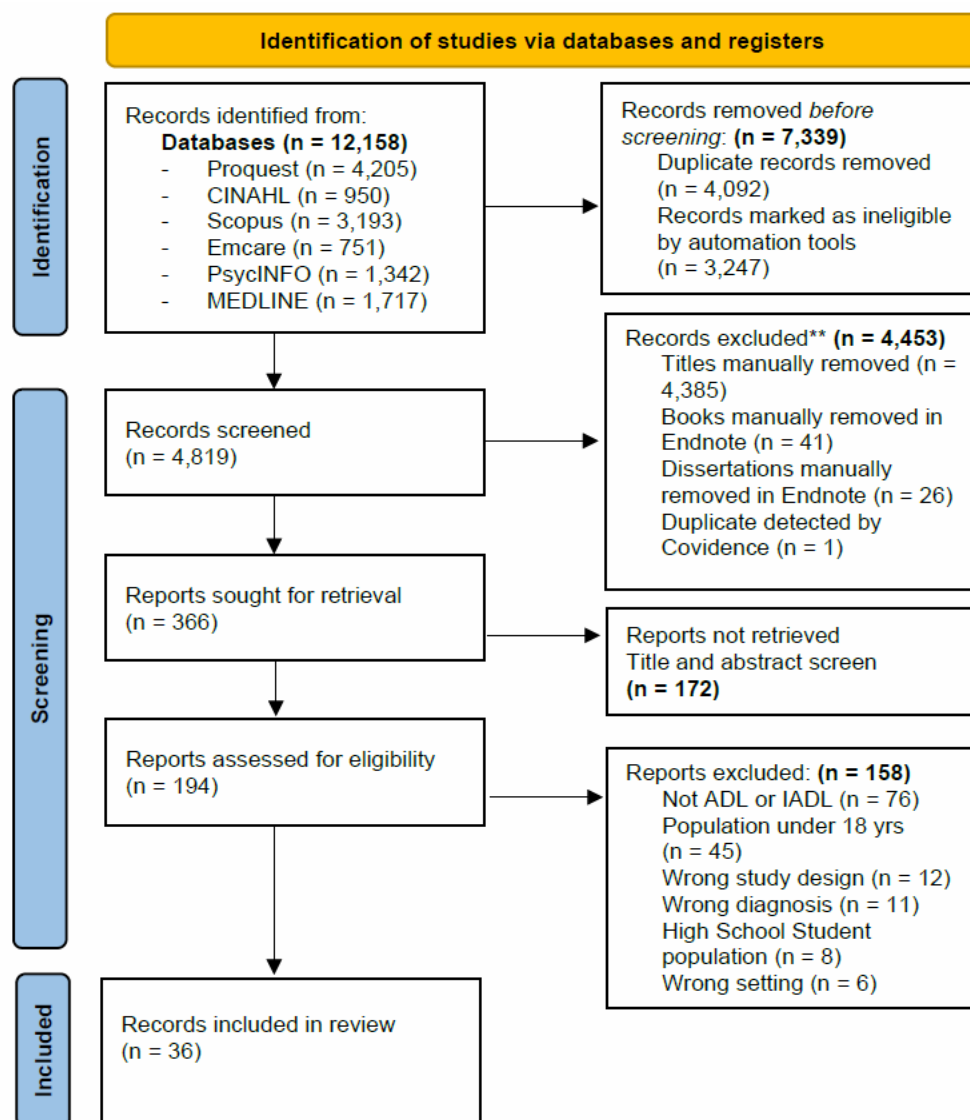 Identification of studies via databases and registers
Identification
Records identified from:
Databases (n = 12,158)
- Proquest (n = 4,205)
- CINAHL (n = 950)
- Scopus (n = 3,193)
- Emcare (n = 751)
- PsycINFO (n = 1,342)
- MEDLINE (n = 1,717)
Records removed before
screening: (n = 7,339)
Duplicate records removed
(n = 4,092)
Records marked as ineligible
by automation tools
(n = 3,247)
Screening
Records screened
(n = 4,819)
Records excluded** (n = 4,453)
Titles manually removed (n =
4,385)
Books manually removed in
Endnote (n = 41)
Dissertations manually
removed in Endnote (n = 26)
Duplicate detected by
Covidence (n = 1)
Reports sought for retrieval
(n = 366)
Reports not retrieved
Title and abstract screen
(n = 172)
Reports assessed for eligibility
(n = 194)
Reports excluded: (n = 158)
Not ADL or IADL (n = 76)
Population under 18 yrs
(n = 45)
Wrong study design (n = 12)
Wrong diagnosis (n = 11)
High School Student
population (n = 8)
Wrong setting (n = 6)
Included
Records included in review
(n = 36)